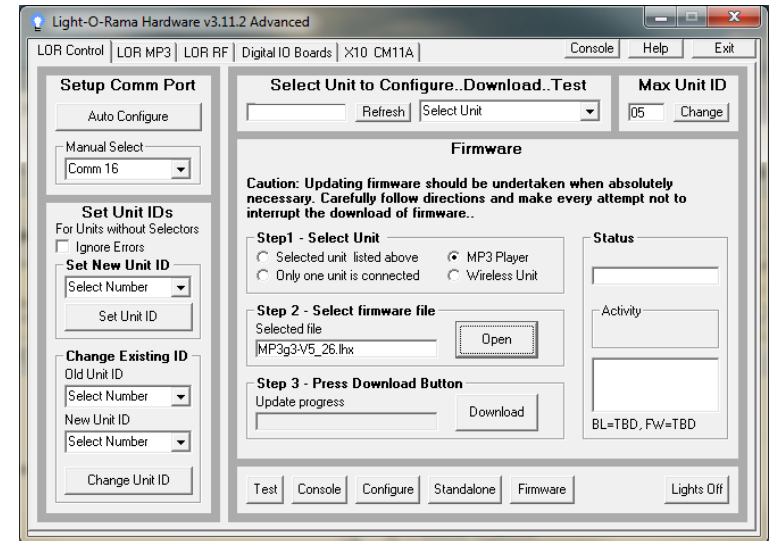 Light-O-Rama Hardware v3.11.2 Advanced
LOR Control LOR MP3 LOR RF Digital IO Boards X10 CM11A Console Help Exit
Setup Comm Port
Auto Configure
Manual Select
Comm 16
Set Unit IDs
For Units without Selectors
Ignore Errors
Set New Unit ID
Select Number
Set Unit ID
Change Existing ID
Old Unit ID
Select Number
New Unit ID
Select Number
Change Unit ID
Select Unit to Configure..Download..Test
Refresh Select Unit
Max Unit ID
05 Change
Firmware
Caution: Updating firmware should be undertaken when absolutely
necessary. Carefully follow directions and make every attempt not to
interrupt the download of firmware..
Step1 - Select Unit
Selected unit listed above MP3 Player
Only one unit is connected Wireless Unit
Step 2 - Select firmware file
Selected file
MP3g3-V5_26.lhx
Open
Step 3 - Press Download Button
Update progress
Download
Status
Activity
BL=TBD, FW=TBD
Test Console Configure Standalone Firmware Lights Off